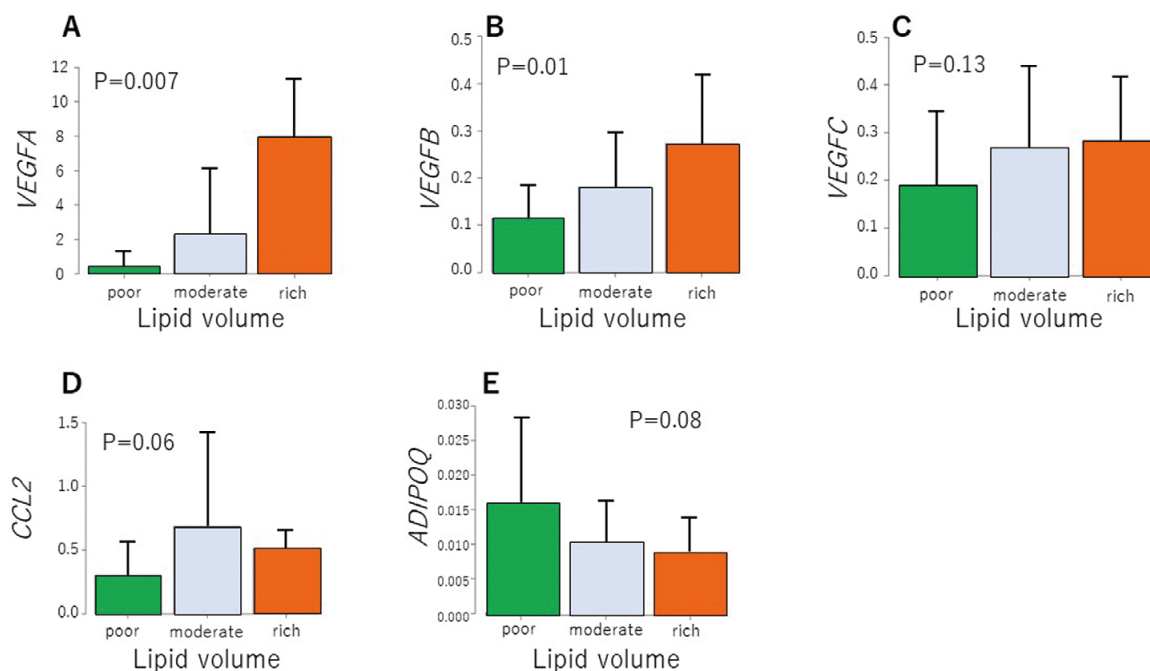 A
P=0.007
VEGFA
12
10
8
6
4
2
0
poor moderate rich
Lipid volume
B
P=0.01
VEGFB
0.5
0.4
0.3
0.2
0.1
0.0
poor moderate rich
Lipid volume
C
P=0.13
VEGFC
0.5
0.4
0.3
0.2
0.1
0.0
poor moderate rich
Lipid volume
D
P=0.06
CCL2
1.5
1.0
0.5
0.0
poor moderate rich
Lipid volume
E
P=0.08
ADIPOQ
0.030
0.025
0.020
0.015
0.010
0.005
0.000
poor moderate rich
Lipid volume